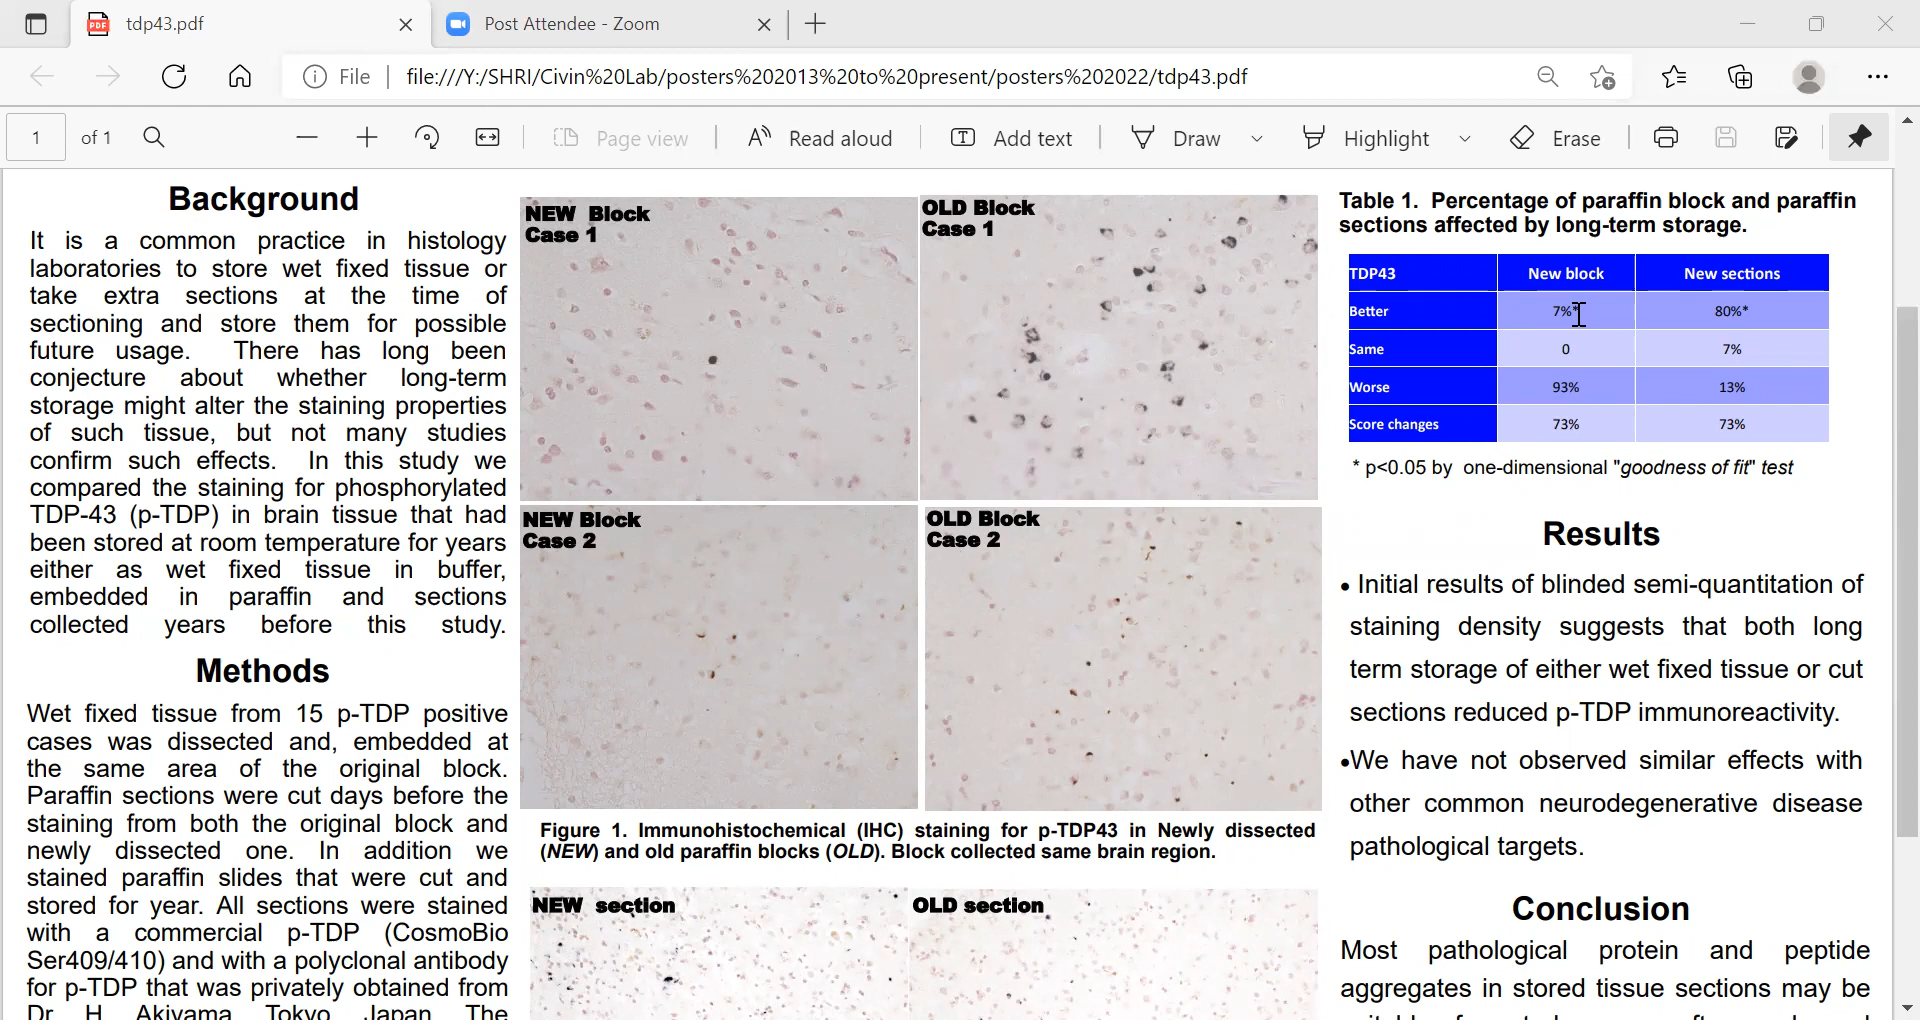 tdp43.pdf
Post Attendee - Zoom
File
file:///Y:/SHRI/Civin%20Lab/posters%202013%20to%20present/posters%202022/tdp43.pdf
1 of 1
Page view
Read aloud
Add text
Draw
Highlight
Erase
Background
It is a common practice in histology
laboratories to store wet fixed tissue or
take extra sections at the time of
sectioning and store them for possible
future usage. There has long been
conjecture about whether long-term
storage might alter the staining properties
of such tissue, but not many studies
confirm such effects. In this study we
compared the staining for phosphorylated
TDP-43 (p-TDP) in brain tissue that had
been stored at room temperature for years
either as wet fixed tissue in buffer,
embedded in paraffin and sections
collected years before this study.
Methods
Wet fixed tissue from 15 p-TDP positive
cases was dissected and, embedded at
the same area of the original block.
Paraffin sections were cut days before the
staining from both the original block and
newly dissected one. In addition we
stained paraffin slides that were cut and
stored for year. All sections were stained
with a commercial p-TDP (CosmoBio
Ser409/410) and with a polyclonal antibody
for p-TDP that was privately obtained from
Dr H Akiyama Tokyo Japan The
NEW Block
Case 1
OLD Block
Case 1
NEW Block
Case 2
OLD Block
Case 2
Figure 1. Immunohistochemical (IHC) staining for p-TDP43 in Newly dissected
(NEW) and old paraffin blocks (OLD). Block collected same brain region.
NEW section
OLD section
Table 1. Percentage of paraffin block and paraffin
sections affected by long-term storage.
TDP43 New block New sections
Better 7%* 80%*
Same 0 7%
Worse 93% 13%
Score changes 73% 73%
* p<0.05 by one-dimensional "goodness of fit" test
Results
• Initial results of blinded semi-quantitation of
staining density suggests that both long
term storage of either wet fixed tissue or cut
sections reduced p-TDP immunoreactivity.
•We have not observed similar effects with
other common neurodegenerative disease
pathological targets.
Conclusion
Most pathological protein and peptide
aggregates in stored tissue sections may be